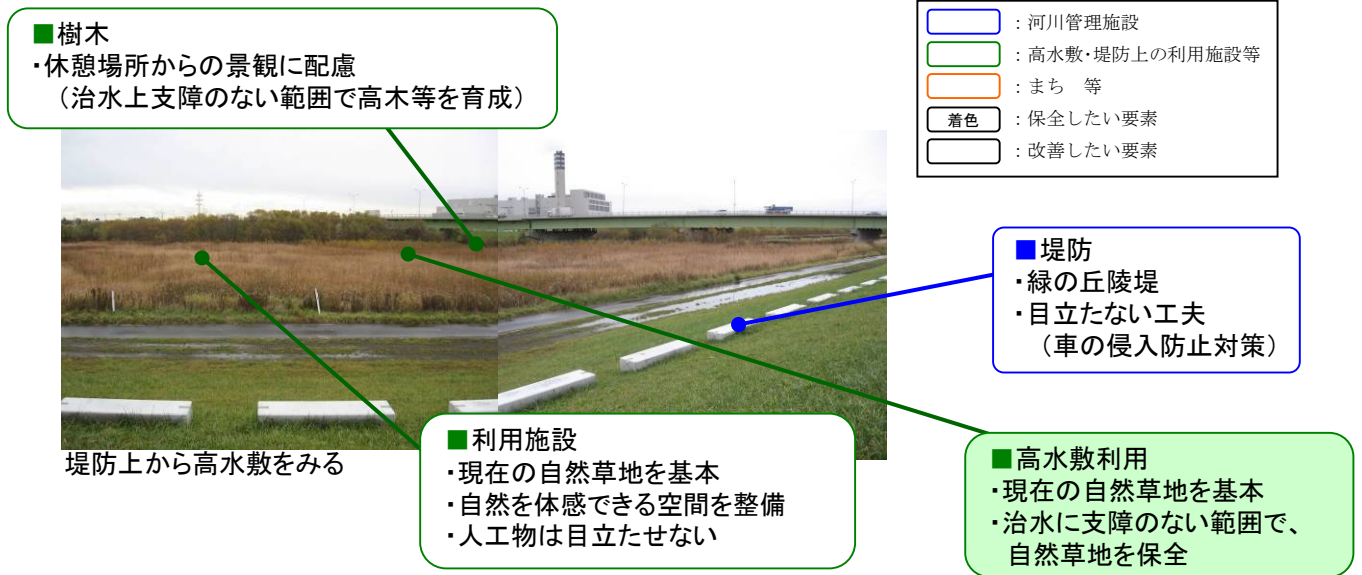 ■樹木
・休憩場所からの景観に配慮
（治水上支障のない範囲で高木等を育成）
：河川管理施設
：高水敷・堤防上の利用施設等
：まち　等
着色：保全したい要素
：改善したい要素
■堤防
・緑の丘陵堤
・目立たない工夫
（車の侵入防止対策）
堤防上から高水敷をみる
■利用施設
・現在の自然草地を基本
・自然を体感できる空間を整備
・人工物は目立たせない
■高水敷利用
・現在の自然草地を基本
・治水に支障のない範囲で、
自然草地を保全